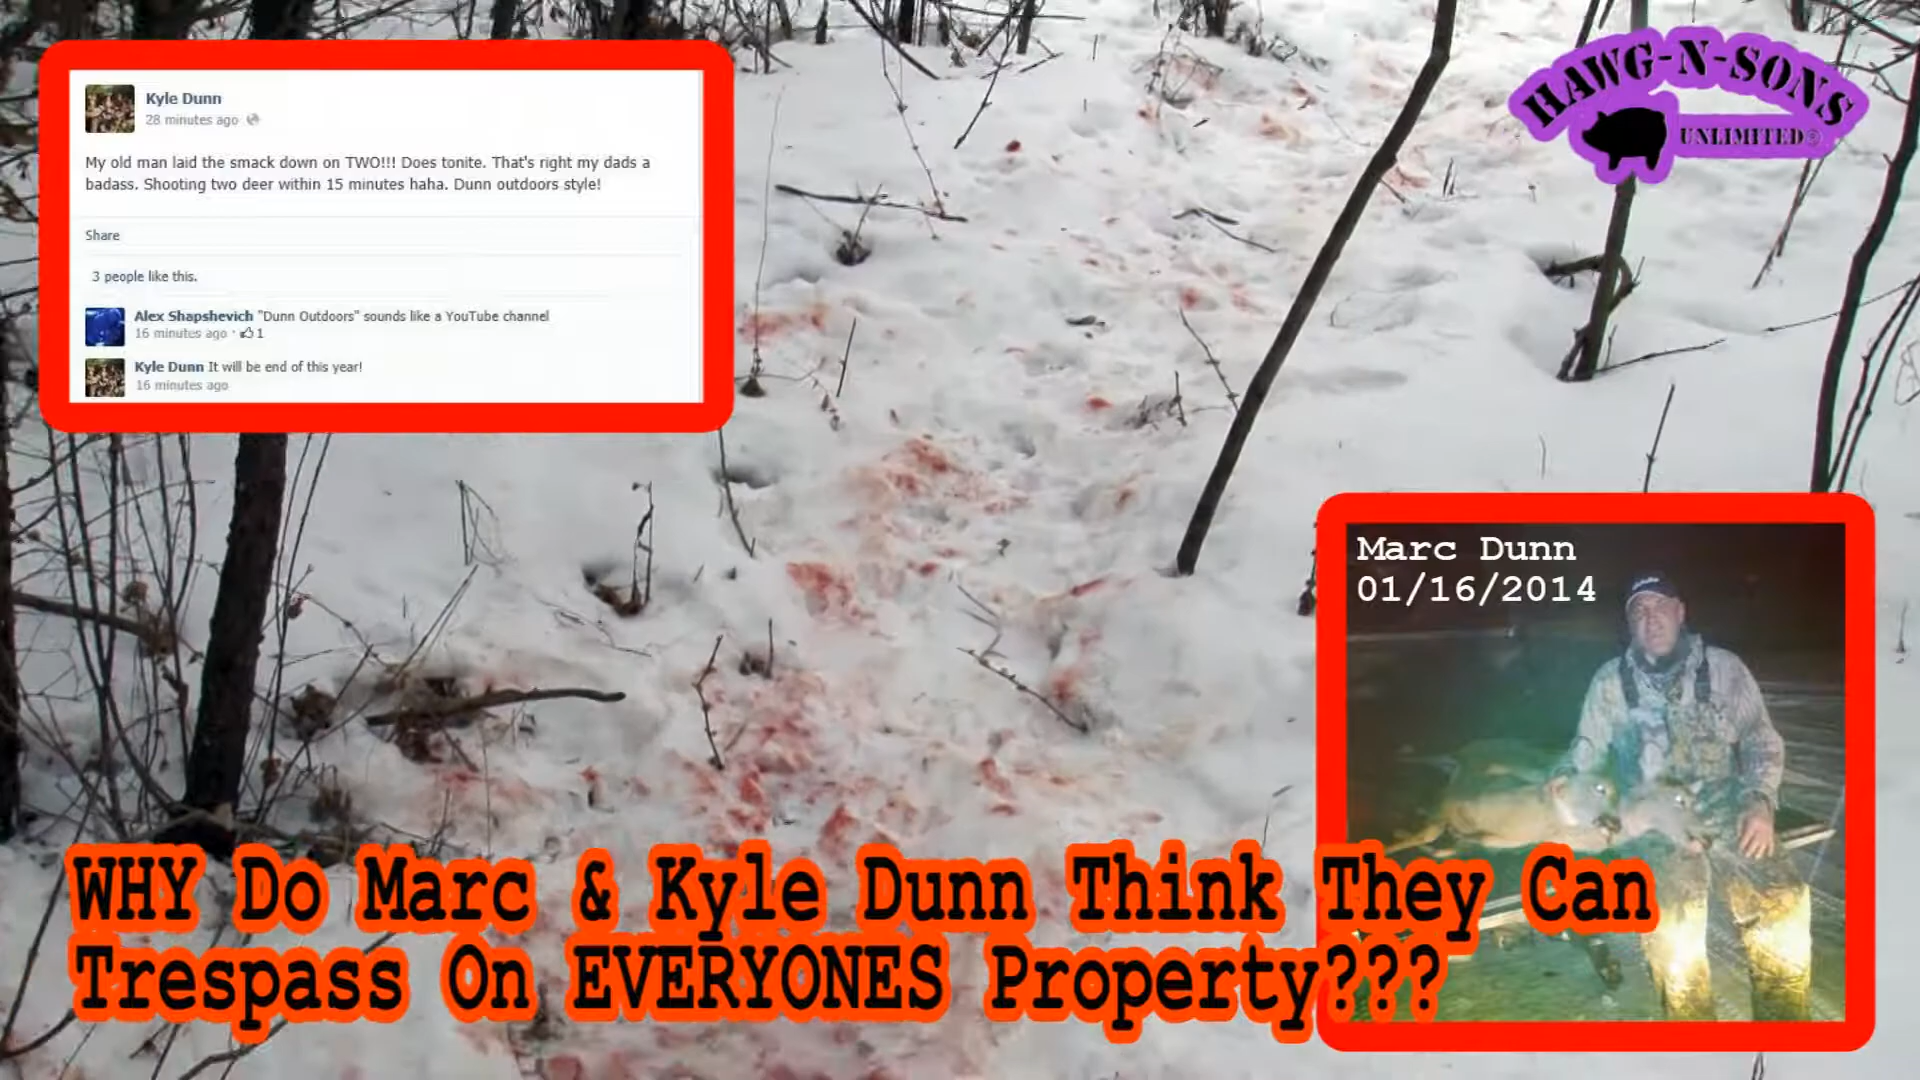 Kyle Dunn
28 minutes ago
My old man laid the smack down on TWO!!! Does tonite. That's right my dads a
badass. Shooting two deer within 15 minutes haha. Dunn outdoors style!
Share
3 people like this.
Alex Shapshevich "Dunn Outdoors" sounds like a YouTube channel
16 minutes ago · 1
Kyle Dunn It will be end of this year!
16 minutes ago
HAWG-N-SONS
UNLIMITED®
Marc Dunn
01/16/2014
WHY Do Marc & Kyle Dunn Think They Can
Trespass On EVERYONES Property???